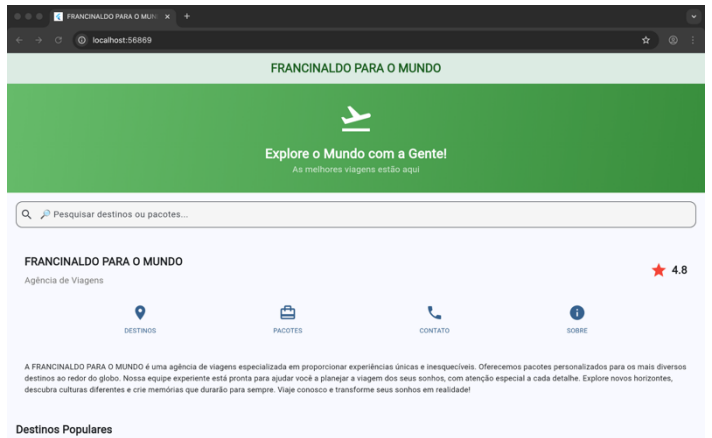 FRANCINALDO PARA O MUN
localhost:56869
FRANCINALDO PARA O MUNDO
Explore o Mundo com a Gente!
As melhores viagens estão aqui
Pesquisar destinos ou pacotes...
FRANCINALDO PARA O MUNDO
4.8
Agência de Viagens
DESTINOS PACOTES CONTATO SOBRE
A FRANCINALDO PARA O MUNDO é uma agência de viagens especializada em proporcionar experiências únicas e inesquecíveis. Oferecemos pacotes personalizados para os mais diversos
destinos ao redor do globo. Nossa equipe experiente está pronta para ajudar você a planejar a viagem dos seus sonhos, com atenção especial a cada detalhe. Explore novos horizontes,
descubra culturas diferentes e crie memórias que durarão para sempre. Viaje conosco e transforme seus sonhos em realidade!
Destinos Populares